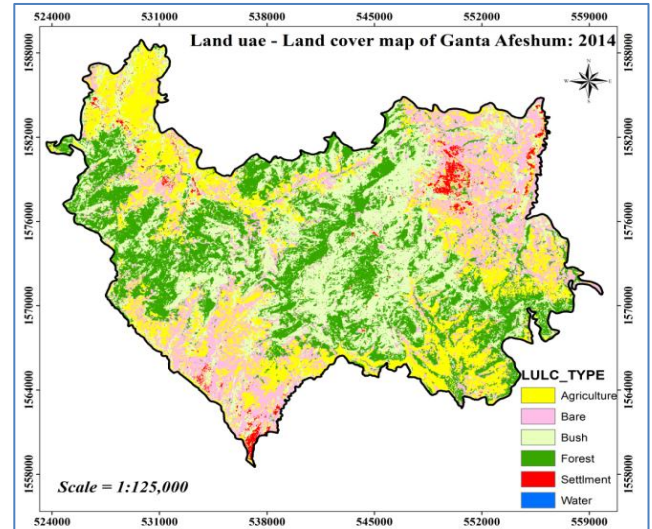 524000 531000 538000 545000 552000 559000
Land uae - Land cover map of Ganta Afeshum: 2014
N
W E
S
1588000 1588000
1582000 1582000
1576000 1576000
1570000 1570000
1564000 1564000
1558000 1558000
LULC_TYPE
Agriculture
Bare
Bush
Forest
Settlment
Water
Scale = 1:125,000
524000 531000 538000 545000 552000 559000